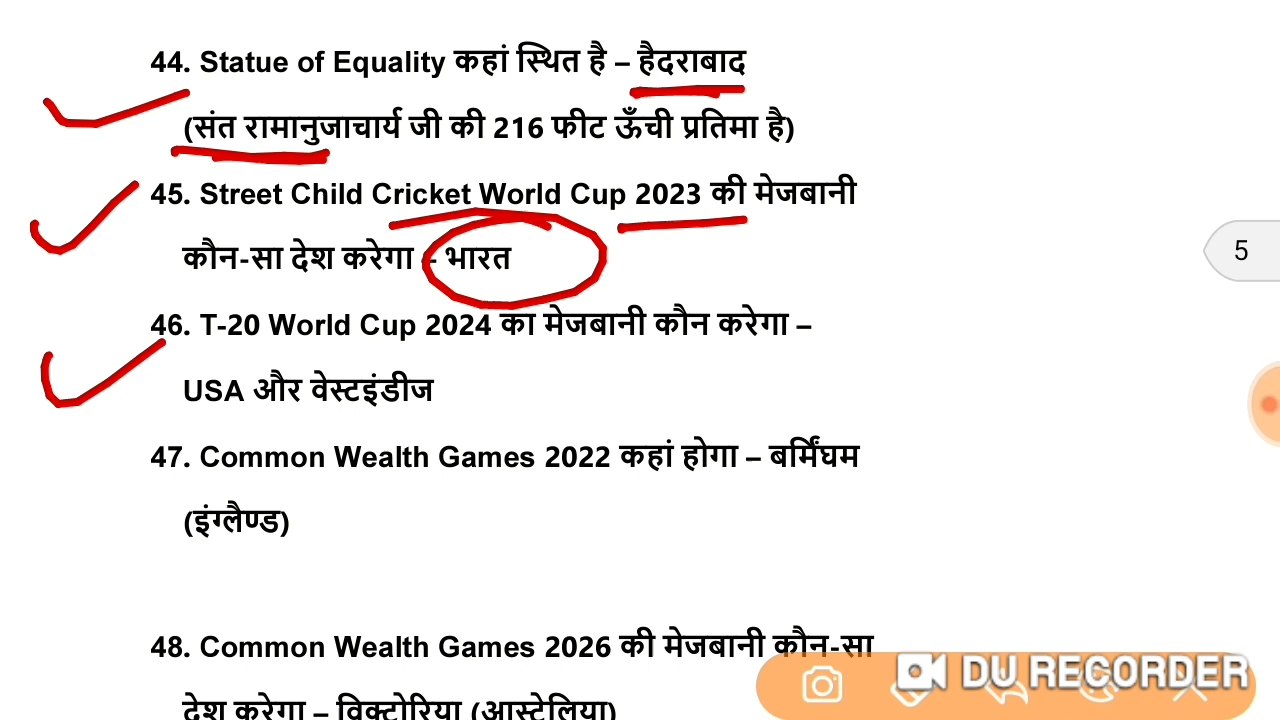 44. Statue of Equality कहां स्थित है – हैदराबाद
(संत रामानुजाचार्य जी की 216 फीट ऊँची प्रतिमा है)
45. Street Child Cricket World Cup 2023 की मेजबानी
कौन-सा देश करेगा – भारत
5
46. T-20 World Cup 2024 का मेजबानी कौन करेगा –
USA और वेस्टइंडीज
47. Common Wealth Games 2022 कहां होगा – बर्मिंघम
(इंग्लैण्ड)
48. Common Wealth Games 2026 की मेजबानी कौन-सा
देश करेगा – विक्टोरिया (आस्टेलिया)
DU RECORDER